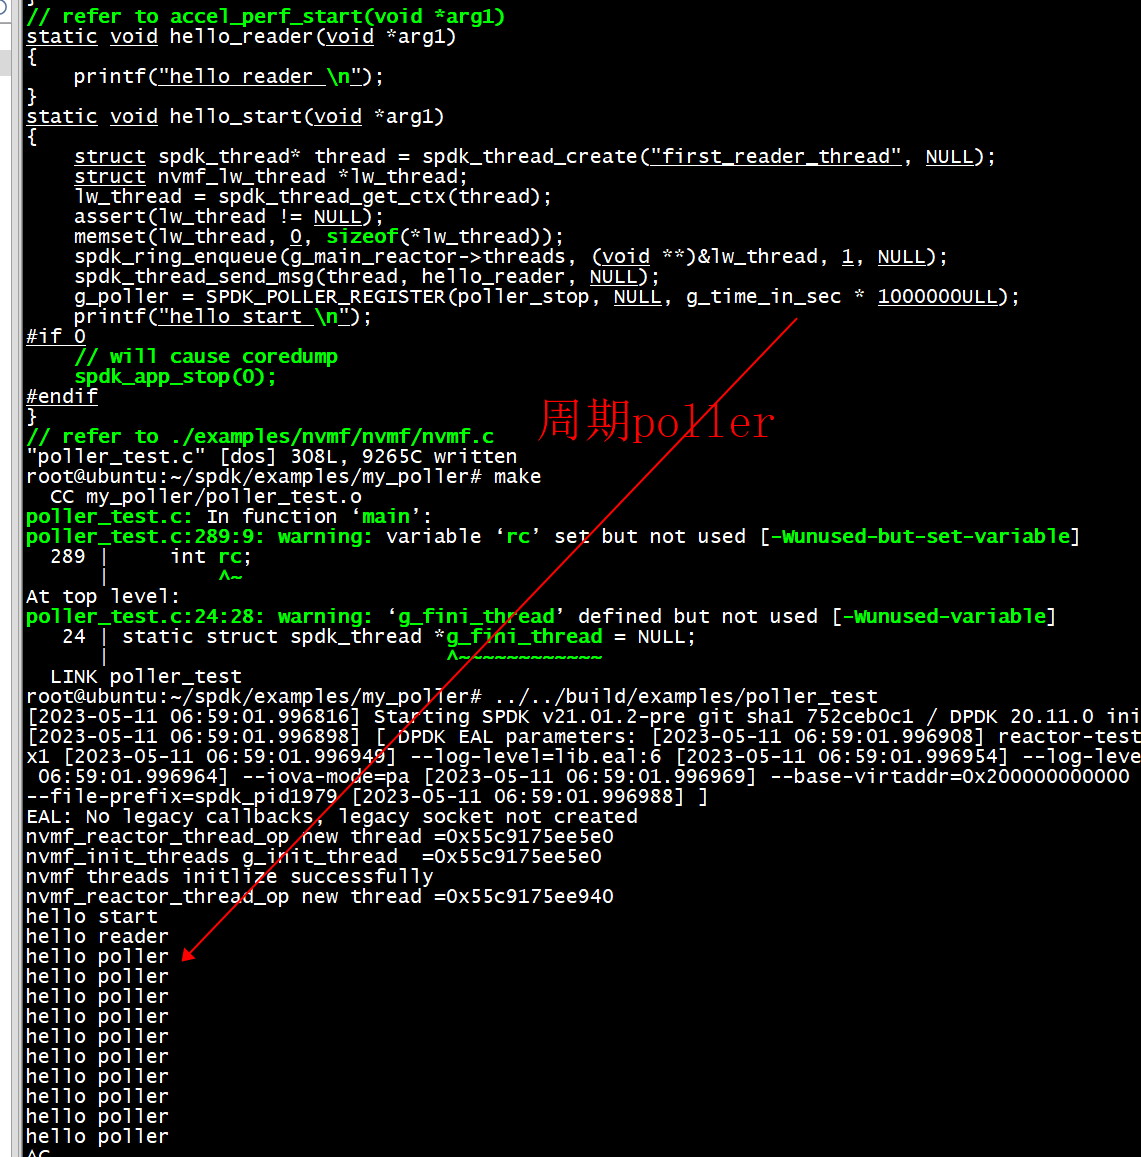 // refer to accel_perf_start(void *arg1)
static void hello_reader(void *arg1)
{
    printf("hello reader \n");
}
static void hello_start(void *arg1)
{
    struct spdk_thread* thread = spdk_thread_create("first_reader_thread", NULL);
    struct nvmf_lw_thread *lw_thread;
    lw_thread = spdk_thread_get_ctx(thread);
    assert(lw_thread != NULL);
    memset(lw_thread, 0, sizeof(*lw_thread));
    spdk_ring_enqueue(g_main_reactor->threads, (void **)&lw_thread, 1, NULL);
    spdk_thread_send_msg(thread, hello_reader, NULL);
    g_poller = SPDK_POLLER_REGISTER(poller_stop, NULL, g_time_in_sec * 1000000ULL);
    printf("hello start \n");
#if 0
    // will cause coredump
    spdk_app_stop(0);
#endif
周期poller
}
// refer to ./examples/nvmf/nvmf/nvmf.c
"poller_test.c" [dos] 308L, 9265C written
root@ubuntu:~/spdk/examples/my_poller# make
  CC my_poller/poller_test.o
poller_test.c: In function ‘main’:
poller_test.c:289:9: warning: variable ‘rc’ set but not used [-Wunused-but-set-variable]
  289 |     int rc;
      |         ^~
At top level:
poller_test.c:24:28: warning: ‘g_fini_thread’ defined but not used [-Wunused-variable]
   24 | static struct spdk_thread *g_fini_thread = NULL;
      |                            ^~~~~~~~~~~~~
  LINK poller_test
root@ubuntu:~/spdk/examples/my_poller# ../../build/examples/poller_test
[2023-05-11 06:59:01.996816] Starting SPDK v21.01.2-pre git sha1 752ceb0c1 / DPDK 20.11.0 ini
[2023-05-11 06:59:01.996898] [ DPDK EAL parameters: [2023-05-11 06:59:01.996908] reactor-test
x1 [2023-05-11 06:59:01.996949] --log-level=lib.eal:6 [2023-05-11 06:59:01.996954] --log-leve
 06:59:01.996964] --iova-mode=pa [2023-05-11 06:59:01.996969] --base-virtaddr=0x200000000000
--file-prefix=spdk_pid1979 [2023-05-11 06:59:01.996988] ]
EAL: No legacy callbacks, legacy socket not created
nvmf_reactor_thread_op new thread =0x55c9175ee5e0
nvmf_init_threads g_init_thread  =0x55c9175ee5e0
nvmf threads initlize successfully
nvmf_reactor_thread_op new thread =0x55c9175ee940
hello start
hello reader
hello poller
hello poller
hello poller
hello poller
hello poller
hello poller
hello poller
hello poller
hello poller
hello poller
^C